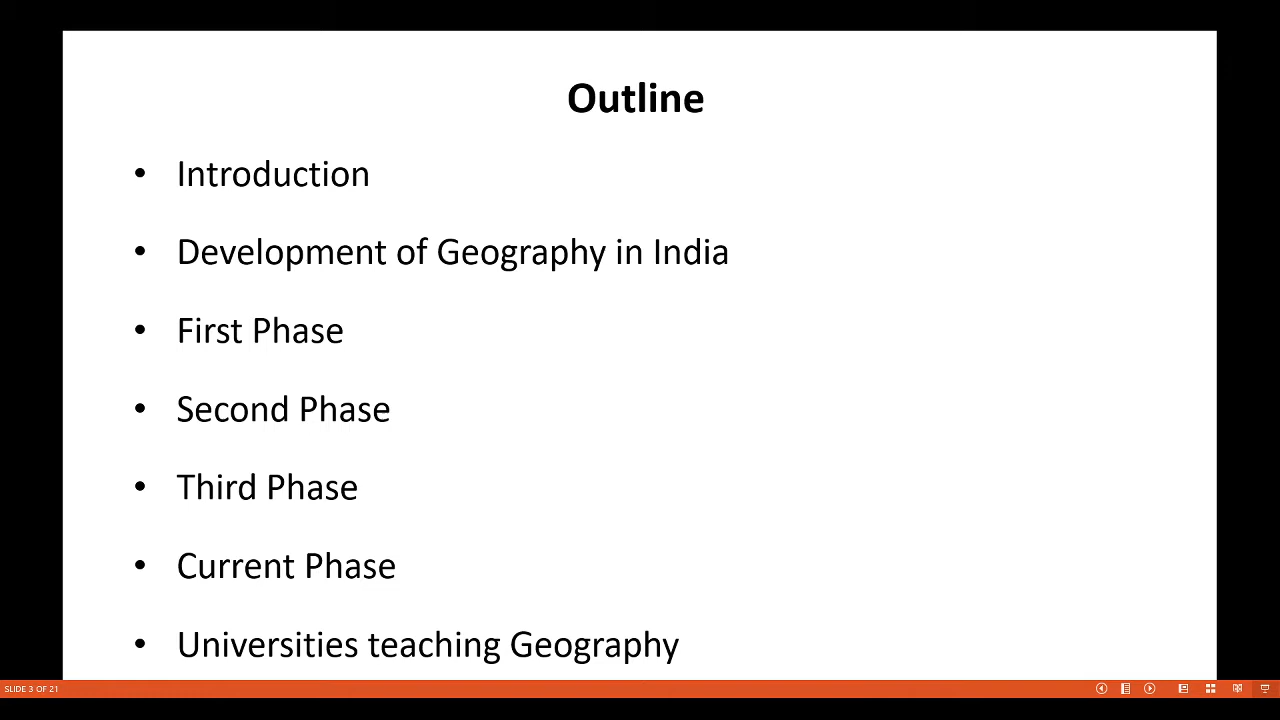 Outline
• Introduction
• Development of Geography in India
• First Phase
• Second Phase
• Third Phase
• Current Phase
• Universities teaching Geography
SLIDE 3 OF 21